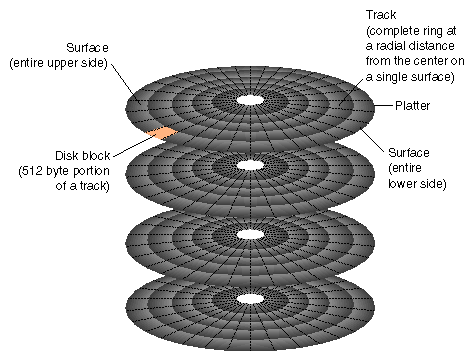 Surface
(entire upper side)
Track
(complete ring at
a radial distance
from the center on
a single surface)
Platter
Disk block
(512 byte portion
of a track)
Surface
(entire
lower side)